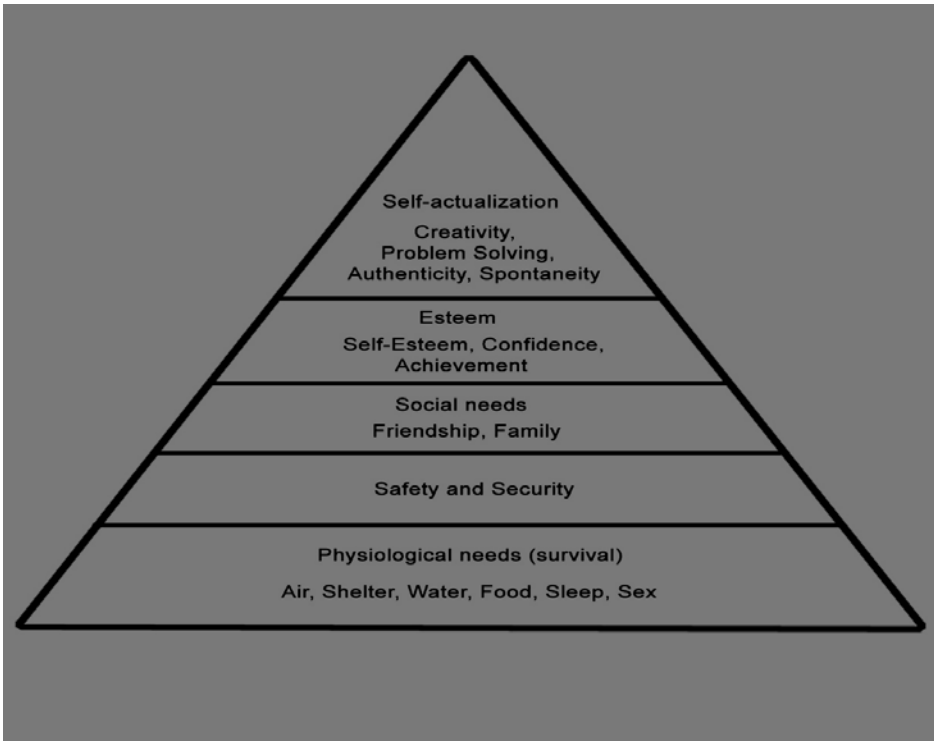 Self-actualization
Creativity,
Problem Solving,
Authenticity, Spontaneity
Esteem
Self-Esteem, Confidence,
Achievement
Social needs
Friendship, Family
Safety and Security
Physiological needs (survival)
Air, Shelter, Water, Food, Sleep, Sex